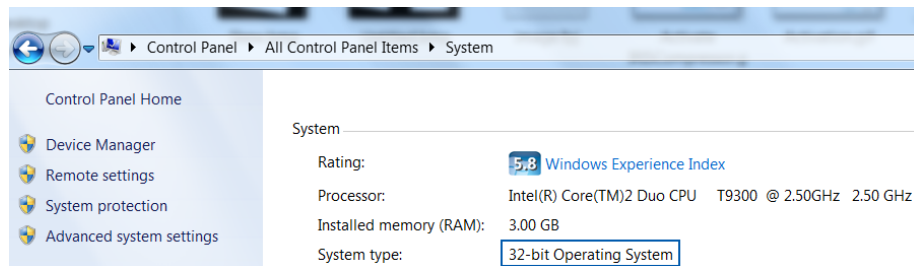 Control Panel ▸ All Control Panel Items ▸ System
Control Panel Home
Device Manager
Remote settings
System protection
Advanced system settings
System
Rating: 5,8 Windows Experience Index
Processor: Intel(R) Core(TM)2 Duo CPU T9300 @ 2.50GHz 2.50 GHz
Installed memory (RAM): 3.00 GB
System type: 32-bit Operating System